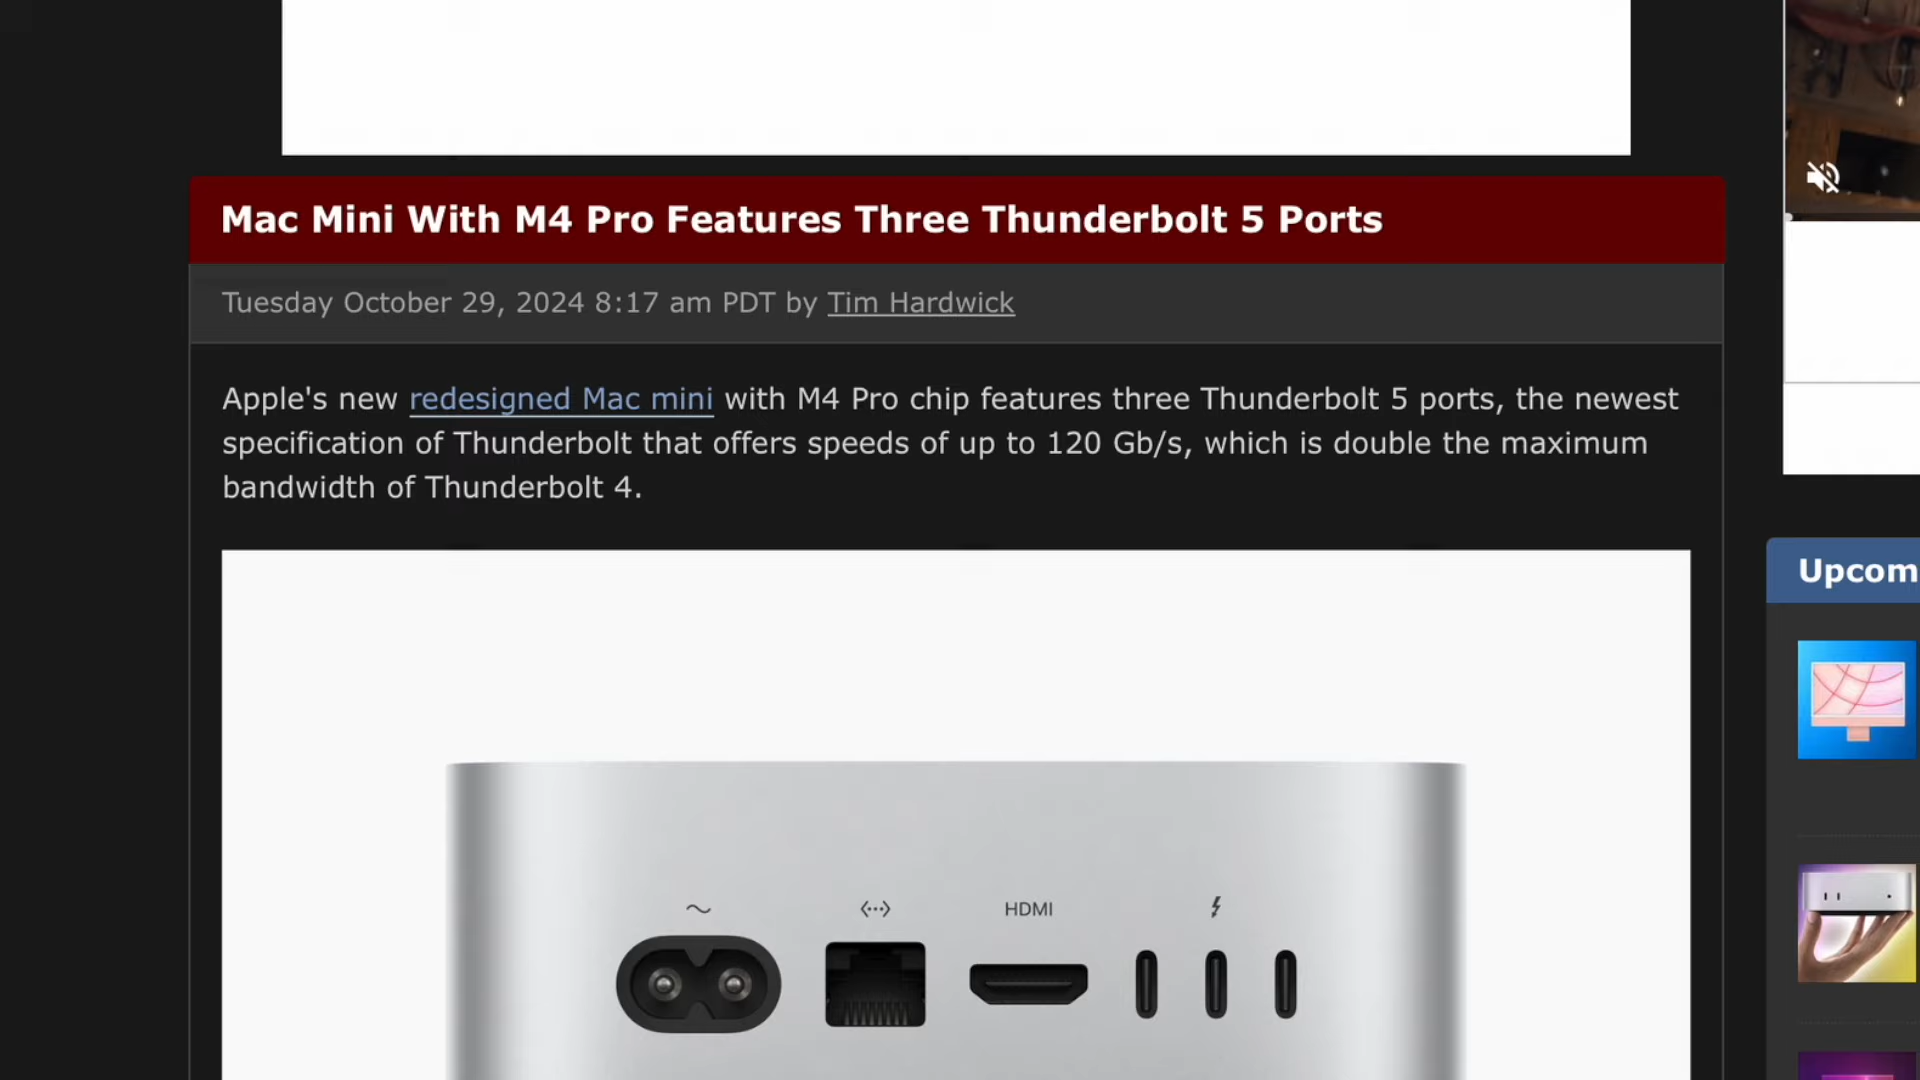 Mac Mini With M4 Pro Features Three Thunderbolt 5 Ports
Tuesday October 29, 2024 8:17 am PDT by Tim Hardwick
Apple's new redesigned Mac mini with M4 Pro chip features three Thunderbolt 5 ports, the newest
specification of Thunderbolt that offers speeds of up to 120 Gb/s, which is double the maximum
bandwidth of Thunderbolt 4.
Upcom
HDMI